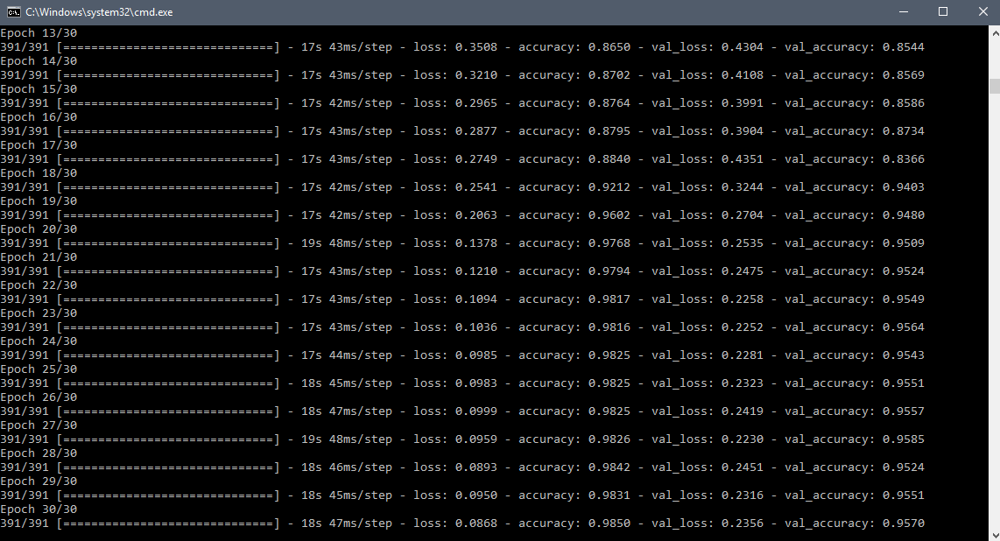 C:\Windows\system32\cmd.exe
Epoch 13/30
391/391 [==============================] - 17s 43ms/step - loss: 0.3508 - accuracy: 0.8650 - val_loss: 0.4304 - val_accuracy: 0.8544
Epoch 14/30
391/391 [==============================] - 17s 43ms/step - loss: 0.3210 - accuracy: 0.8702 - val_loss: 0.4108 - val_accuracy: 0.8569
Epoch 15/30
391/391 [==============================] - 17s 42ms/step - loss: 0.2965 - accuracy: 0.8764 - val_loss: 0.3991 - val_accuracy: 0.8586
Epoch 16/30
391/391 [==============================] - 17s 43ms/step - loss: 0.2877 - accuracy: 0.8795 - val_loss: 0.3904 - val_accuracy: 0.8734
Epoch 17/30
391/391 [==============================] - 17s 43ms/step - loss: 0.2749 - accuracy: 0.8840 - val_loss: 0.4351 - val_accuracy: 0.8366
Epoch 18/30
391/391 [==============================] - 17s 42ms/step - loss: 0.2541 - accuracy: 0.9212 - val_loss: 0.3244 - val_accuracy: 0.9403
Epoch 19/30
391/391 [==============================] - 17s 42ms/step - loss: 0.2063 - accuracy: 0.9602 - val_loss: 0.2704 - val_accuracy: 0.9480
Epoch 20/30
391/391 [==============================] - 19s 48ms/step - loss: 0.1378 - accuracy: 0.9768 - val_loss: 0.2535 - val_accuracy: 0.9509
Epoch 21/30
391/391 [==============================] - 17s 43ms/step - loss: 0.1210 - accuracy: 0.9794 - val_loss: 0.2475 - val_accuracy: 0.9524
Epoch 22/30
391/391 [==============================] - 17s 43ms/step - loss: 0.1094 - accuracy: 0.9817 - val_loss: 0.2258 - val_accuracy: 0.9549
Epoch 23/30
391/391 [==============================] - 17s 43ms/step - loss: 0.1036 - accuracy: 0.9816 - val_loss: 0.2252 - val_accuracy: 0.9564
Epoch 24/30
391/391 [==============================] - 17s 44ms/step - loss: 0.0985 - accuracy: 0.9825 - val_loss: 0.2281 - val_accuracy: 0.9543
Epoch 25/30
391/391 [==============================] - 18s 45ms/step - loss: 0.0983 - accuracy: 0.9825 - val_loss: 0.2323 - val_accuracy: 0.9551
Epoch 26/30
391/391 [==============================] - 18s 47ms/step - loss: 0.0999 - accuracy: 0.9825 - val_loss: 0.2419 - val_accuracy: 0.9557
Epoch 27/30
391/391 [==============================] - 19s 48ms/step - loss: 0.0959 - accuracy: 0.9826 - val_loss: 0.2230 - val_accuracy: 0.9585
Epoch 28/30
391/391 [==============================] - 18s 46ms/step - loss: 0.0893 - accuracy: 0.9842 - val_loss: 0.2451 - val_accuracy: 0.9524
Epoch 29/30
391/391 [==============================] - 18s 45ms/step - loss: 0.0950 - accuracy: 0.9831 - val_loss: 0.2316 - val_accuracy: 0.9551
Epoch 30/30
391/391 [==============================] - 18s 47ms/step - loss: 0.0868 - accuracy: 0.9850 - val_loss: 0.2356 - val_accuracy: 0.9570